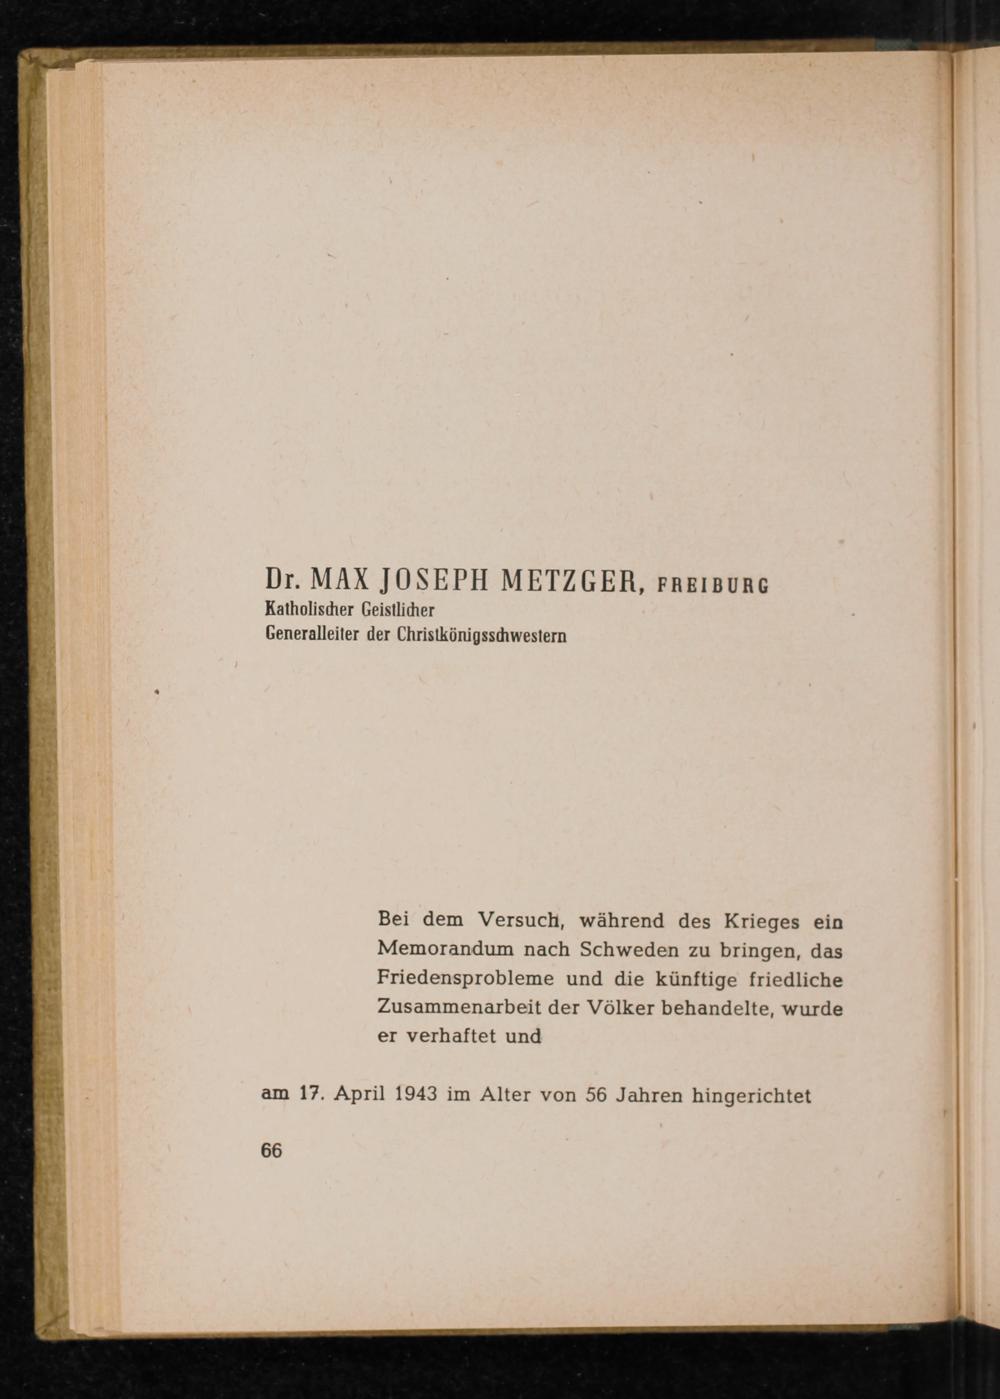 Dr. MAX JOSEPH METZGER, FREIBURG
Katholischer Geistlicher
Generalleiter der Christkönigsschwestern
Bei dem Versuch, während des Krieges ein
Memorandum nach Schweden zu bringen, das
Friedensprobleme und die künftige friedliche
Zusammenarbeit der Völker behandelte, wurde
er verhaftet und
am 17. April 1943 im Alter von 56 Jahren hingerichtet
66